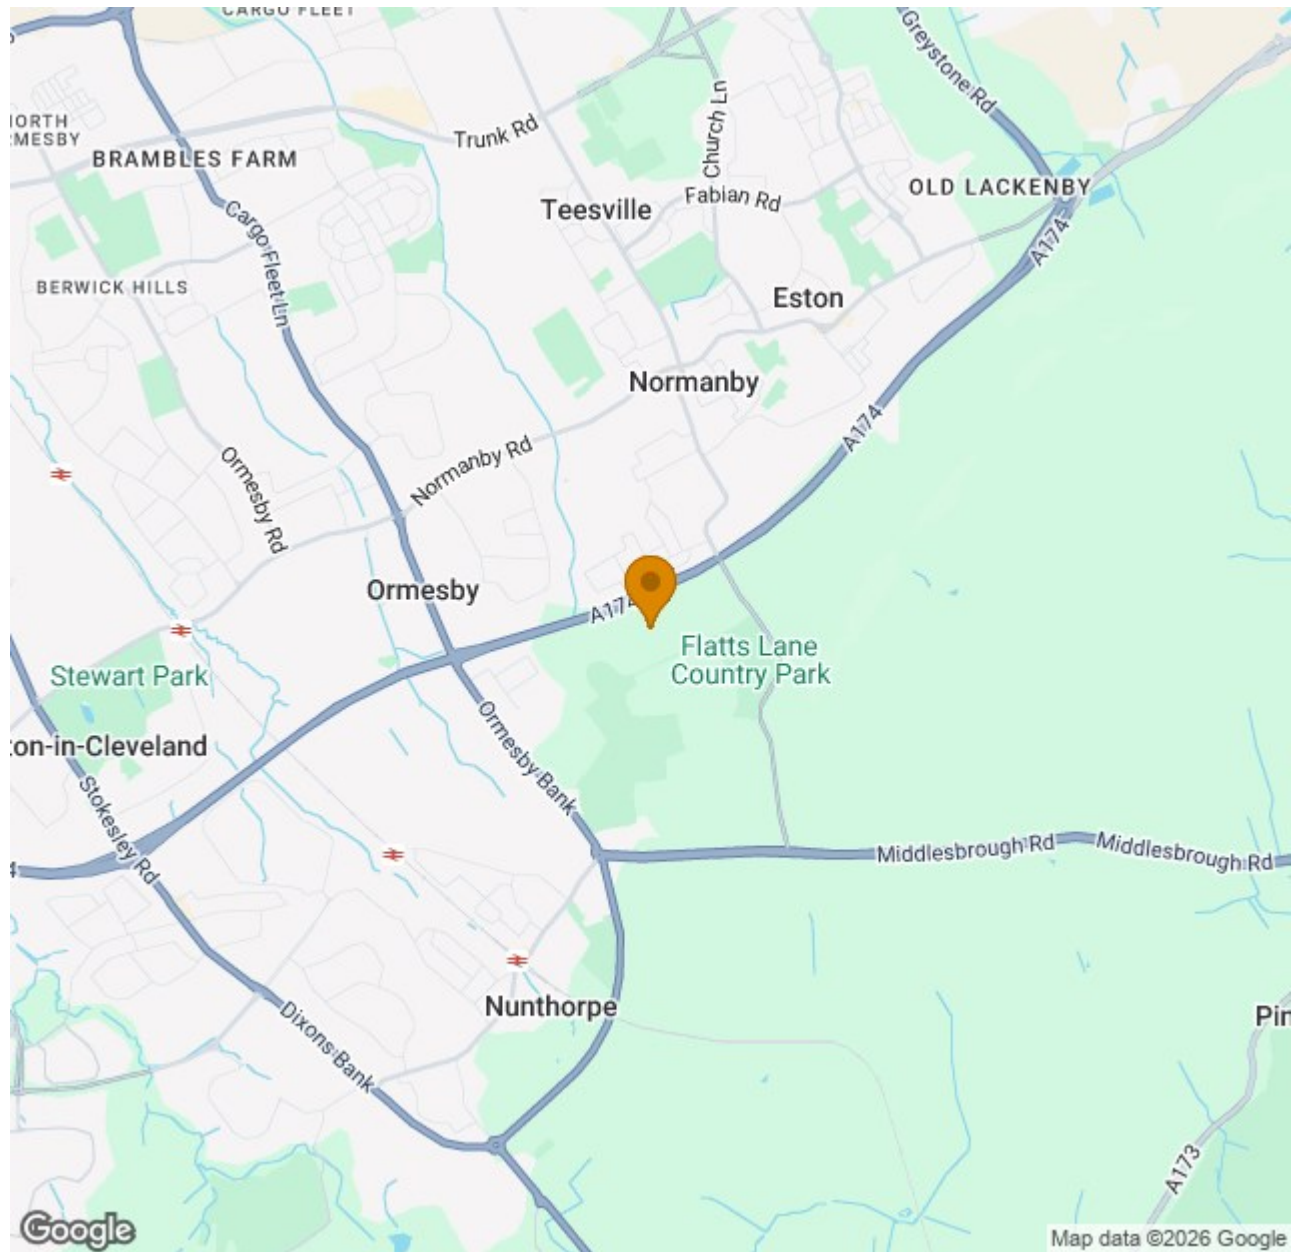 CARGO FLEET
Greystone Rd
NORTH
RMESBY
BRAMBLES FARM
Trunk Rd
Church Ln
Fabian Rd
OLD LACKENBY
Teesville
Cargo Fleet Ln
A174
BERWICK HILLS
Eston
Normanby
A174
Normanby Rd
Ormesby Rd
Ormesby
A174
Flatts Lane
Country Park
Stewart Park
Ormesby Bank
ton-in-Cleveland
Stokesley Rd
Middlesbrough Rd
Middlesbrough Rd
4
Nunthorpe
Pin
Dixons Bank
A173
Google
Map data ©2026 Google